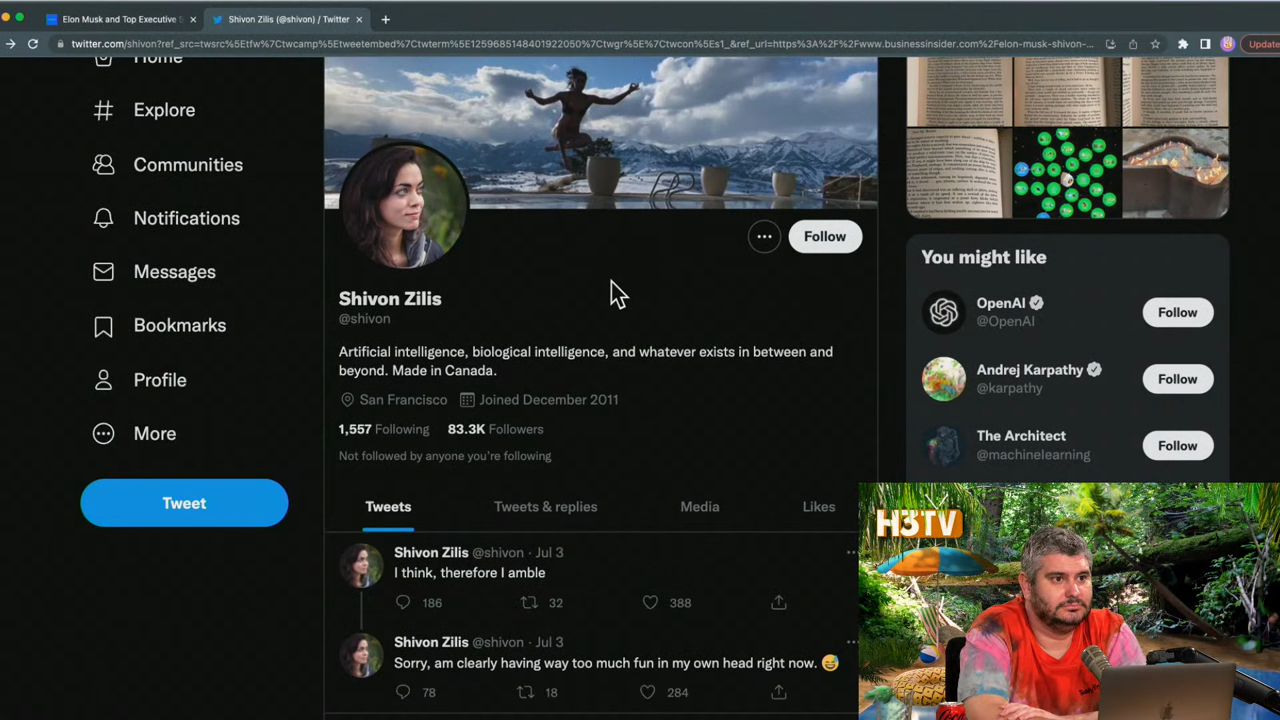 Elon Musk and Top Executive
Shivon Zilis (@shivon) / Twitter
twitter.com/shivon?ref_src=twsrc%5Etfw%7Ctwcamp%5Etweetembed%7Ctwterm%5E1259685148401922050%7Ctwgr%5E%7Ctwcon%5Es1_&ref_url=https%3A%2F%2Fwww.businessinsider.com%2Felon-musk-shivon-...
Update
Home
Explore
Communities
Notifications
Messages
Bookmarks
Profile
More
Tweet
Follow
Shivon Zilis
@shivon
Artificial intelligence, biological intelligence, and whatever exists in between and
beyond. Made in Canada.
San Francisco Joined December 2011
1,557 Following 83.3K Followers
Not followed by anyone you're following
Tweets Tweets & replies Media Likes
Shivon Zilis @shivon · Jul 3
I think, therefore I amble
186 32 388
Shivon Zilis @shivon · Jul 3
Sorry, am clearly having way too much fun in my own head right now. 😅
78 18 284
You might like
OpenAI
@OpenAI
Follow
Andrej Karpathy
@karpathy
Follow
The Architect
@machinelearning
Follow
H3TV